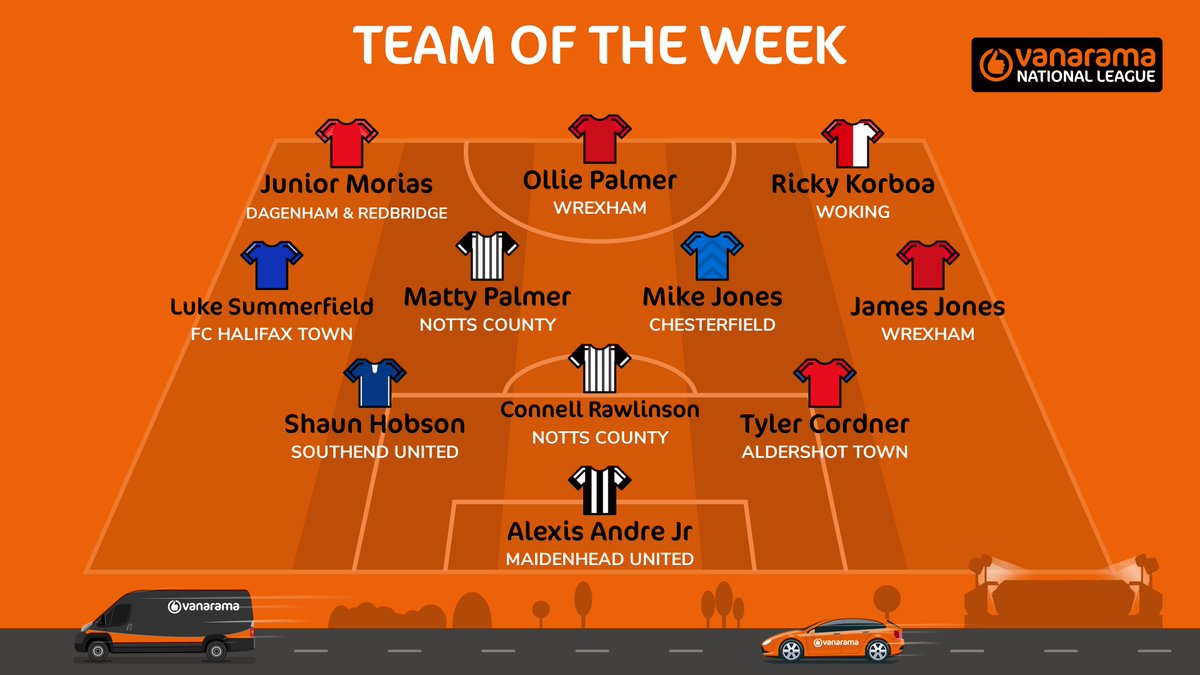 TEAM OF THE WEEK
vanarama
NATIONAL LEAGUE
Junior Morias
DAGENHAM & REDBRIDGE
Ollie Palmer
WREXHAM
Ricky Korboa
WOKING
Luke Summerfield
FC HALIFAX TOWN
Matty Palmer
NOTTS COUNTY
Mike Jones
CHESTERFIELD
James Jones
WREXHAM
Shaun Hobson
SOUTHEND UNITED
Connell Rawlinson
NOTTS COUNTY
Tyler Cordner
ALDERSHOT TOWN
Alexis Andre Jr
MAIDENHEAD UNITED
vanarama
vanarama